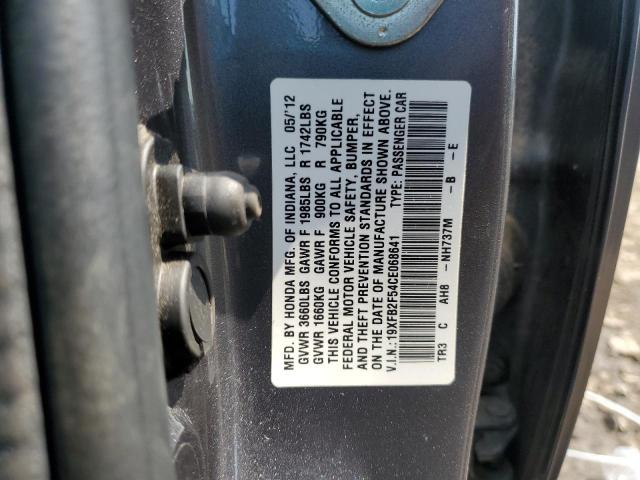 MFD. BY HONDA MFG. OF INDIANA, LLC 05/12
GVWR 3660LBS GAWR F 1985LBS R 1742LBS
GVWR 1660KG GAWR F 900KG R 790KG
THIS VEHICLE CONFORMS TO ALL APPLICABLE
FEDERAL MOTOR VEHICLE SAFETY, BUMPER,
AND THEFT PREVENTION STANDARDS IN EFFECT
ON THE DATE OF MANUFACTURE SHOWN ABOVE.
V.I.N.:19XFB2F54CE068641 TYPE: PASSENGER CAR
TR3 C AH8 -NH737M -B -E